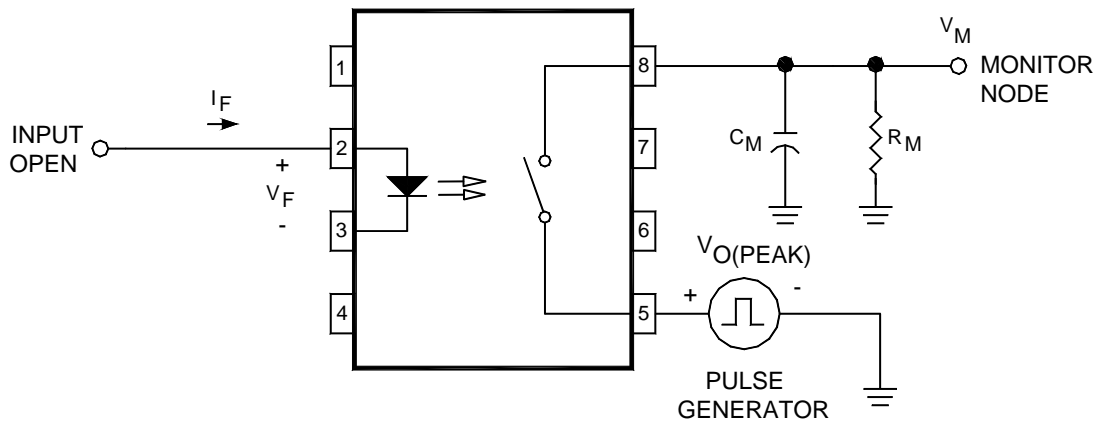 V_M
MONITOR
NODE
1
8
I_F
INPUT
OPEN
2
7
C_M
R_M
+
V_F
-
3
6
V_O(PEAK)
4
5
+
-
PULSE
GENERATOR